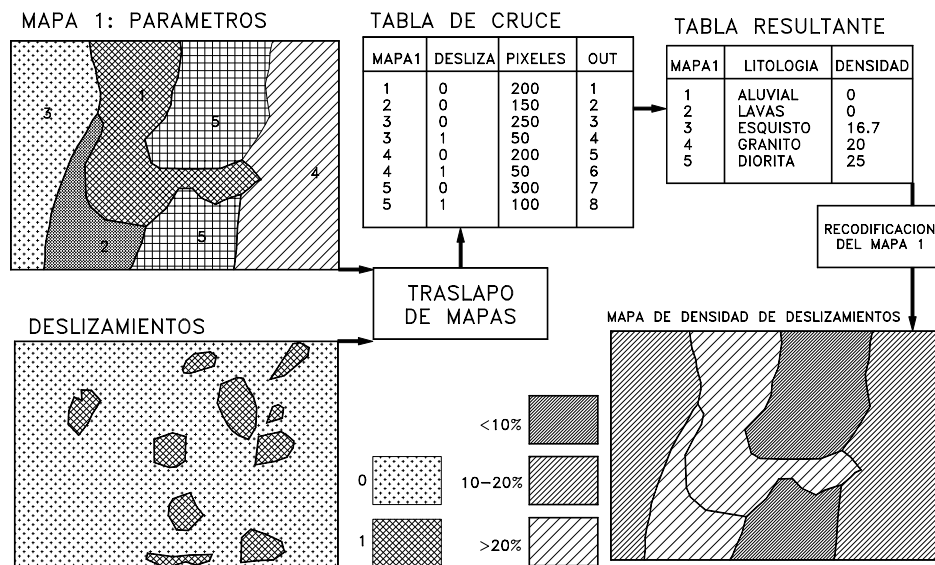 MAPA 1: PARAMETROS
3
1
5
4
2
5
TABLA DE CRUCE
MAPA1 DESLIZA PIXELES OUT
1 0 200 1
2 0 150 2
3 0 250 3
3 1 50 4
4 0 200 5
4 1 50 6
5 0 300 7
5 1 100 8
TABLA RESULTANTE
MAPA1 LITOLOGIA DENSIDAD
1 ALUVIAL 0
2 LAVAS 0
3 ESQUISTO 16.7
4 GRANITO 20
5 DIORITA 25
RECODIFICACION
DEL MAPA 1
TRASLAPO
DE MAPAS
DESLIZAMIENTOS
0
1
<10%
10-20%
>20%
MAPA DE DENSIDAD DE DESLIZAMIENTOS